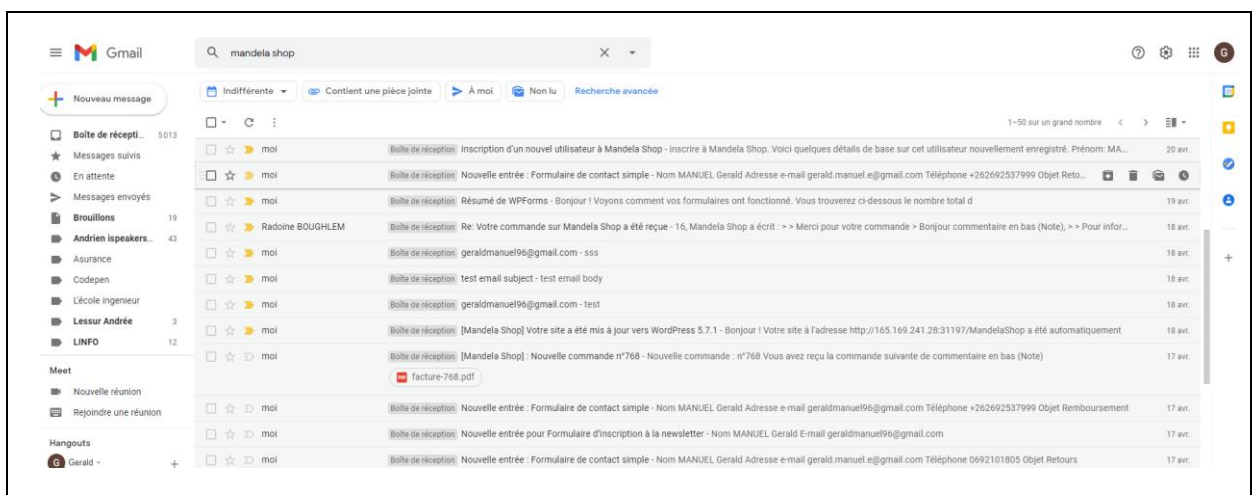 Gmail
mandela shop
G
Nouveau message
Indifférente
Contient une pièce jointe
À moi
Non lu
Recherche avancée
1–50 sur un grand nombre
Boîte de récepti... 5 013
Messages suivis
En attente
Messages envoyés
Brouillons 19
Andrien ispeakers... 43
Assurance
Codepen
L'école ingenieur
Lessur Andrée 3
LINFO 12
Meet
Nouvelle réunion
Rejoindre une réunion
Hangouts
G Gerald
moi Boîte de réception Inscription d'un nouvel utilisateur à Mandela Shop - inscrire à Mandela Shop. Voici quelques détails de base sur cet utilisateur nouvellement enregistré. Prénom: MA... 20 avr.
moi Boîte de réception Nouvelle entrée : Formulaire de contact simple - Nom MANUEL Gerald Adresse e-mail gerald.manuel.e@gmail.com Téléphone +262692537999 Objet Reto...
moi Boîte de réception Résumé de WPForms - Bonjour ! Voyons comment vos formulaires ont fonctionné. Vous trouverez ci-dessous le nombre total d 19 avr.
Radoine BOUGHLEM Boîte de réception Re: Votre commande sur Mandela Shop a été reçue - 16, Mandela Shop a écrit : > > Merci pour votre commande > Bonjour commentaire en bas (Note), > > Pour infor... 18 avr.
moi Boîte de réception geraldmanuel96@gmail.com - sss 18 avr.
moi Boîte de réception test email subject - test email body 18 avr.
moi Boîte de réception geraldmanuel96@gmail.com - test 18 avr.
moi Boîte de réception [Mandela Shop] Votre site a été mis à jour vers WordPress 5.7.1 - Bonjour ! Votre site à l'adresse http://165.169.241.28:31197/MandelaShop a été automatiquement 18 avr.
moi Boîte de réception [Mandela Shop] : Nouvelle commande n°768 - Nouvelle commande : n°768 Vous avez reçu la commande suivante de commentaire en bas (Note) 17 avr.
facture-768.pdf
moi Boîte de réception Nouvelle entrée : Formulaire de contact simple - Nom MANUEL Gerald Adresse e-mail geraldmanuel96@gmail.com Téléphone +262692537999 Objet Remboursement 17 avr.
moi Boîte de réception Nouvelle entrée pour Formulaire d'inscription à la newsletter - Nom MANUEL Gerald E-mail geraldmanuel96@gmail.com 17 avr.
moi Boîte de réception Nouvelle entrée : Formulaire de contact simple - Nom MANUEL Gerald Adresse e-mail gerald.manuel.e@gmail.com Téléphone 0692101805 Objet Retours 17 avr.